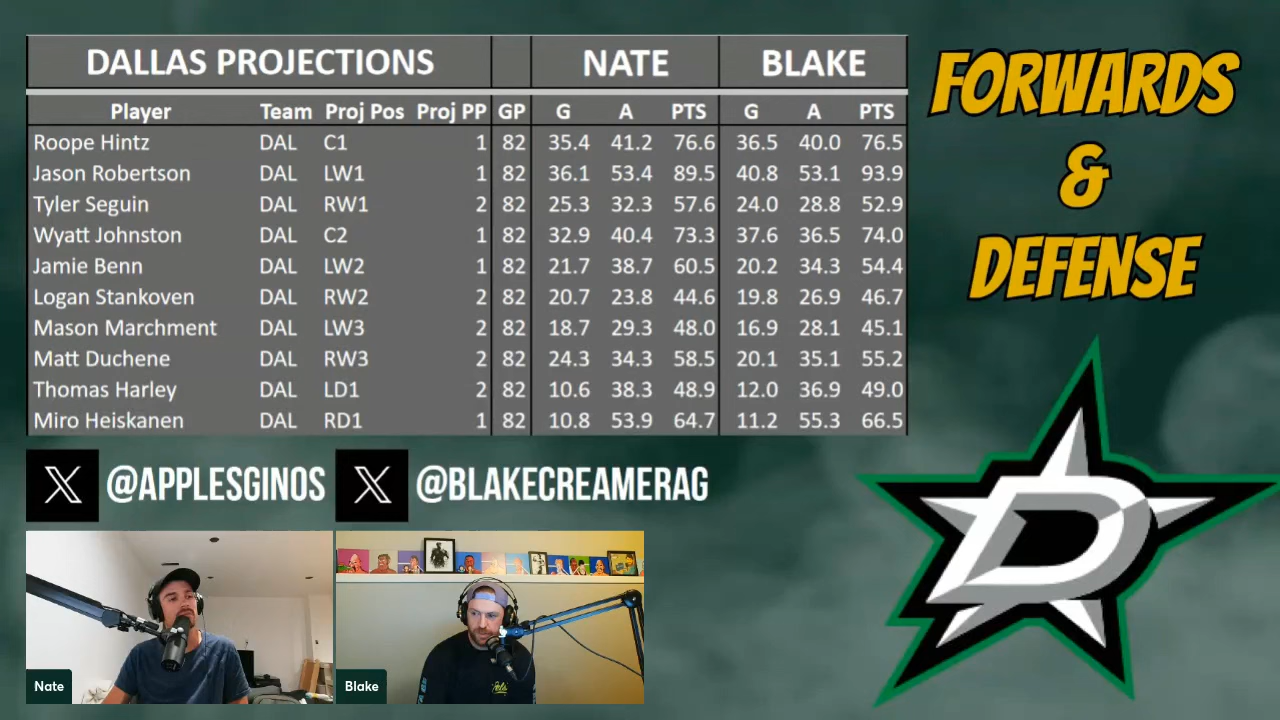 DALLAS PROJECTIONS NATE BLAKE
Player Team Proj Pos Proj PP GP G A PTS G A PTS
Roope Hintz DAL C1 1 82 35.4 41.2 76.6 36.5 40.0 76.5
Jason Robertson DAL LW1 1 82 36.1 53.4 89.5 40.8 53.1 93.9
Tyler Seguin DAL RW1 2 82 25.3 32.3 57.6 24.0 28.8 52.9
Wyatt Johnston DAL C2 1 82 32.9 40.4 73.3 37.6 36.5 74.0
Jamie Benn DAL LW2 1 82 21.7 38.7 60.5 20.2 34.3 54.4
Logan Stankoven DAL RW2 2 82 20.7 23.8 44.6 19.8 26.9 46.7
Mason Marchment DAL LW3 2 82 18.7 29.3 48.0 16.9 28.1 45.1
Matt Duchene DAL RW3 2 82 24.3 34.3 58.5 20.1 35.1 55.2
Thomas Harley DAL LD1 2 82 10.6 38.3 48.9 12.0 36.9 49.0
Miro Heiskanen DAL RD1 1 82 10.8 53.9 64.7 11.2 55.3 66.5
FORWARDS
&
DEFENSE
X @APPLESGINOS X @BLAKECREAMERAG
D
Nate Blake